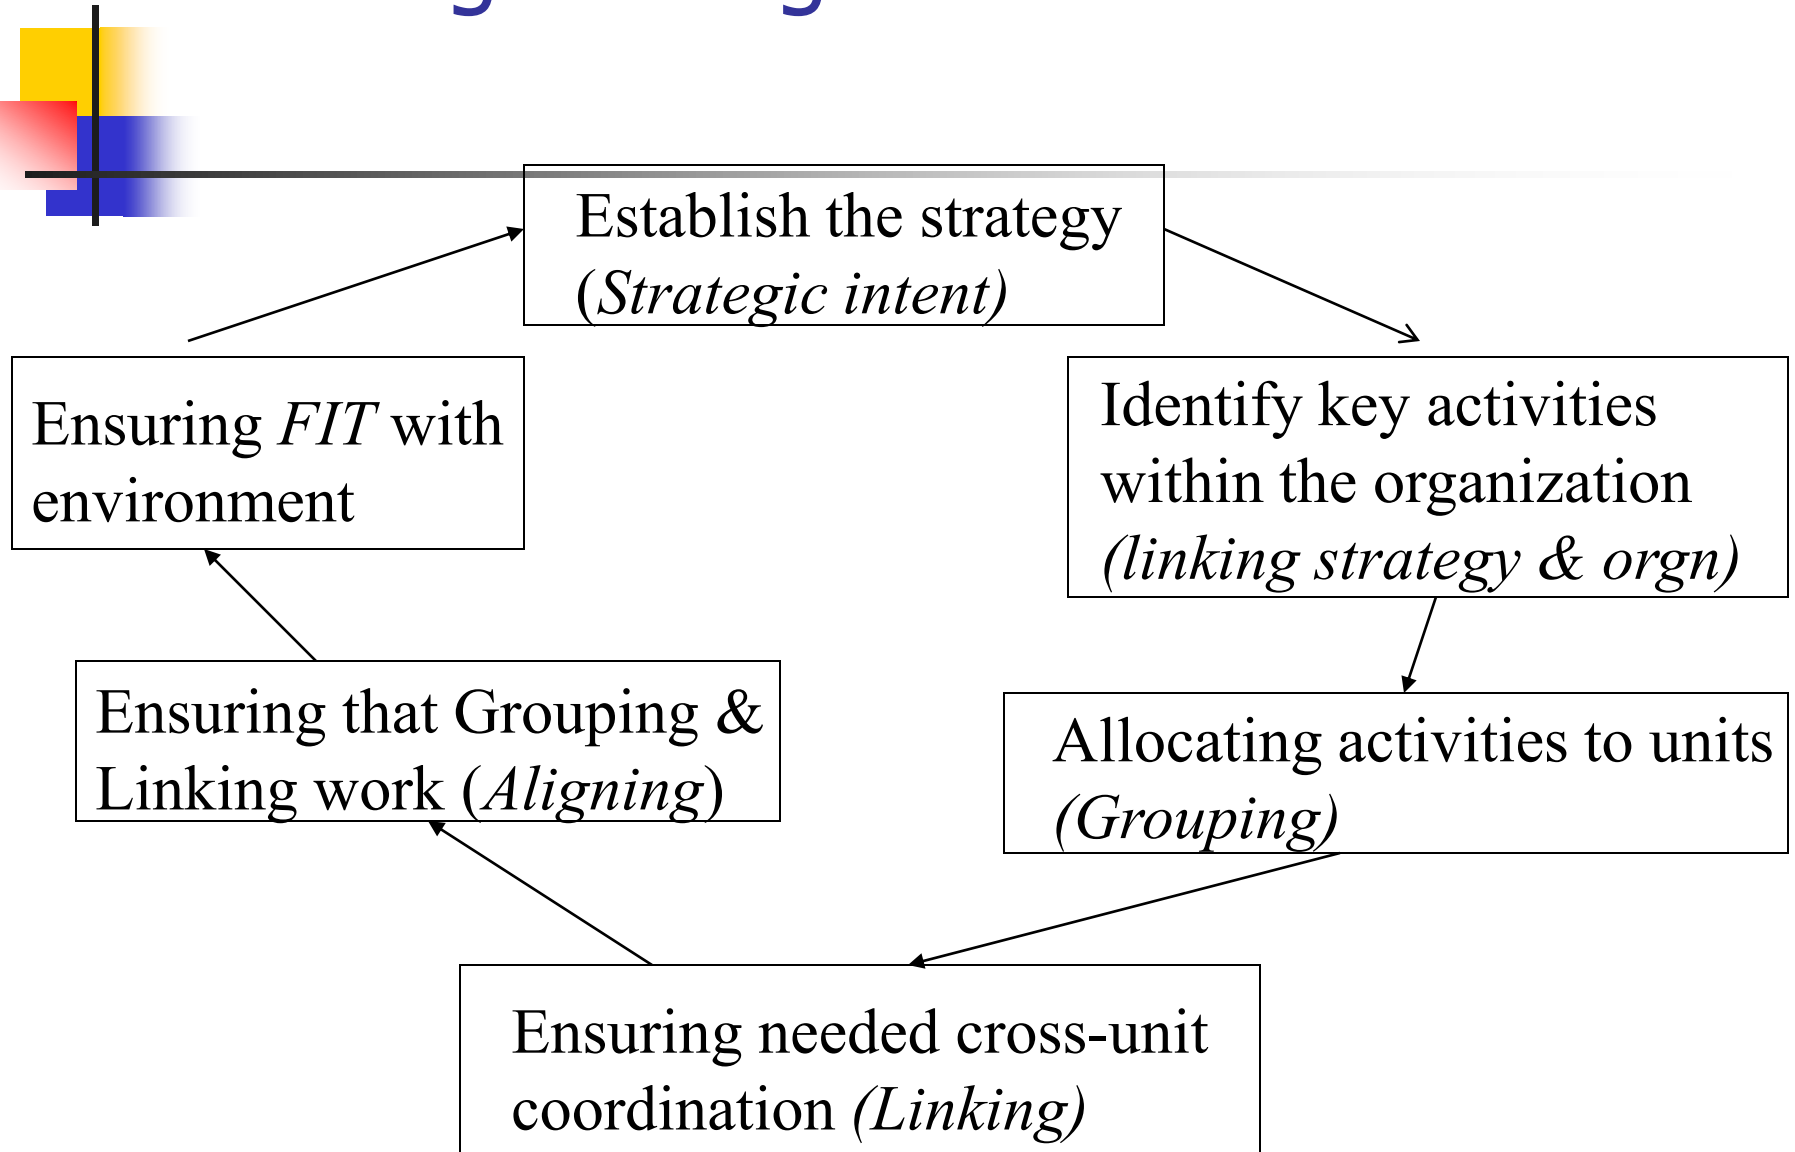 Establish the strategy
(Strategic intent)
Identify key activities
within the organization
(linking strategy & orgn)
Allocating activities to units
(Grouping)
Ensuring needed cross-unit
coordination (Linking)
Ensuring that Grouping &
Linking work (Aligning)
Ensuring FIT with
environment